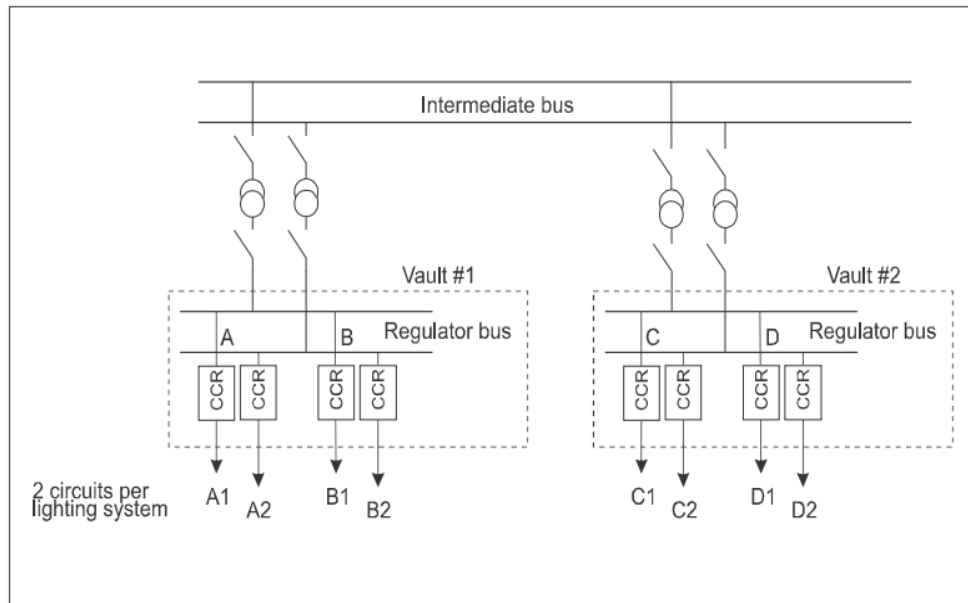 Intermediate bus
Vault #1
Vault #2
A
B
Regulator bus
C
D
Regulator bus
CCR
CCR
CCR
CCR
CCR
CCR
CCR
CCR
2 circuits per
lighting system
A1
A2
B1
B2
C1
C2
D1
D2